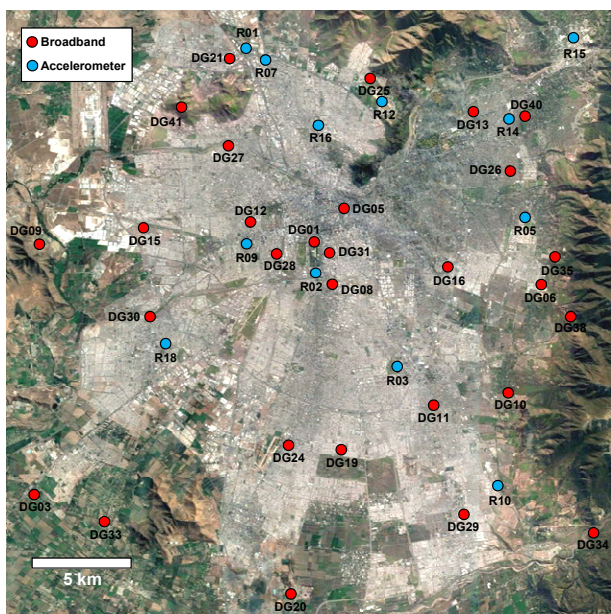 Broadband
Accelerometer
R01
R15
DG21
R07
DG25
R12
DG41
DG13
DG40
R14
R16
DG27
DG26
DG05
DG12
DG09
DG15
DG01
R05
R09
DG28
DG31
DG35
R02
DG16
DG08
DG06
DG30
DG38
R18
R03
DG10
DG11
DG24
DG19
R10
DG03
DG33
DG29
DG34
5 km
DG20